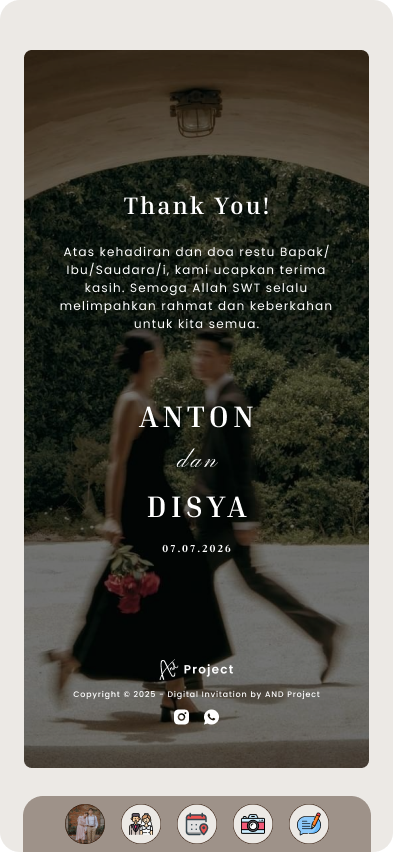 Thank You!
Atas kehadiran dan doa restu Bapak/
Ibu/Saudara/i, kami ucapkan terima
kasih. Semoga Allah SWT selalu
melimpahkan rahmat dan keberkahan
untuk kita semua.
ANTON
dan
DISYA
07.07.2026
Project
Copyright © 2025 - Digital Invitation by AND Project